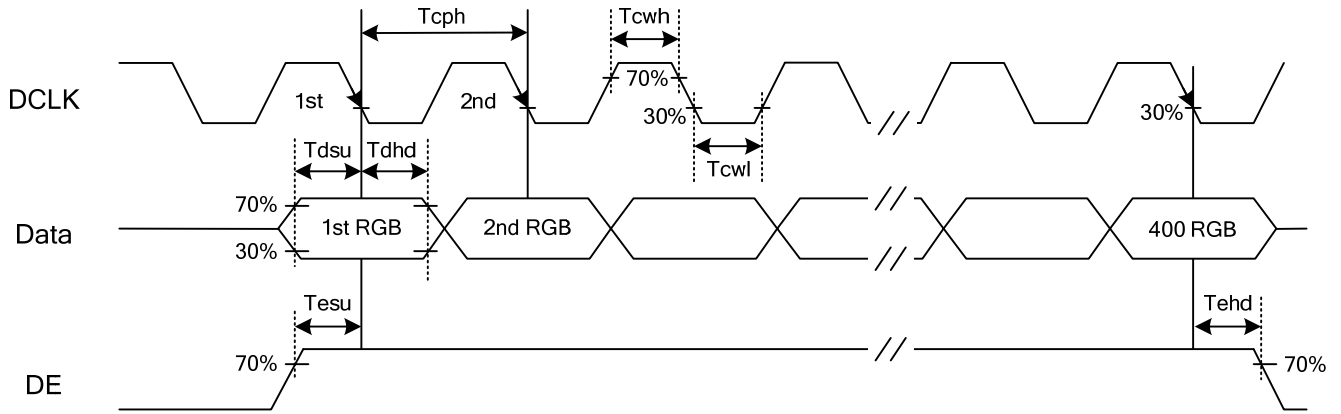 Tcph
Tcwh
DCLK
1st
2nd
70%
30%
30%
Tcwl
Tdsu
Tdhd
70%
Data
1st RGB
2nd RGB
400 RGB
30%
Tesu
Tehd
70%
70%
DE